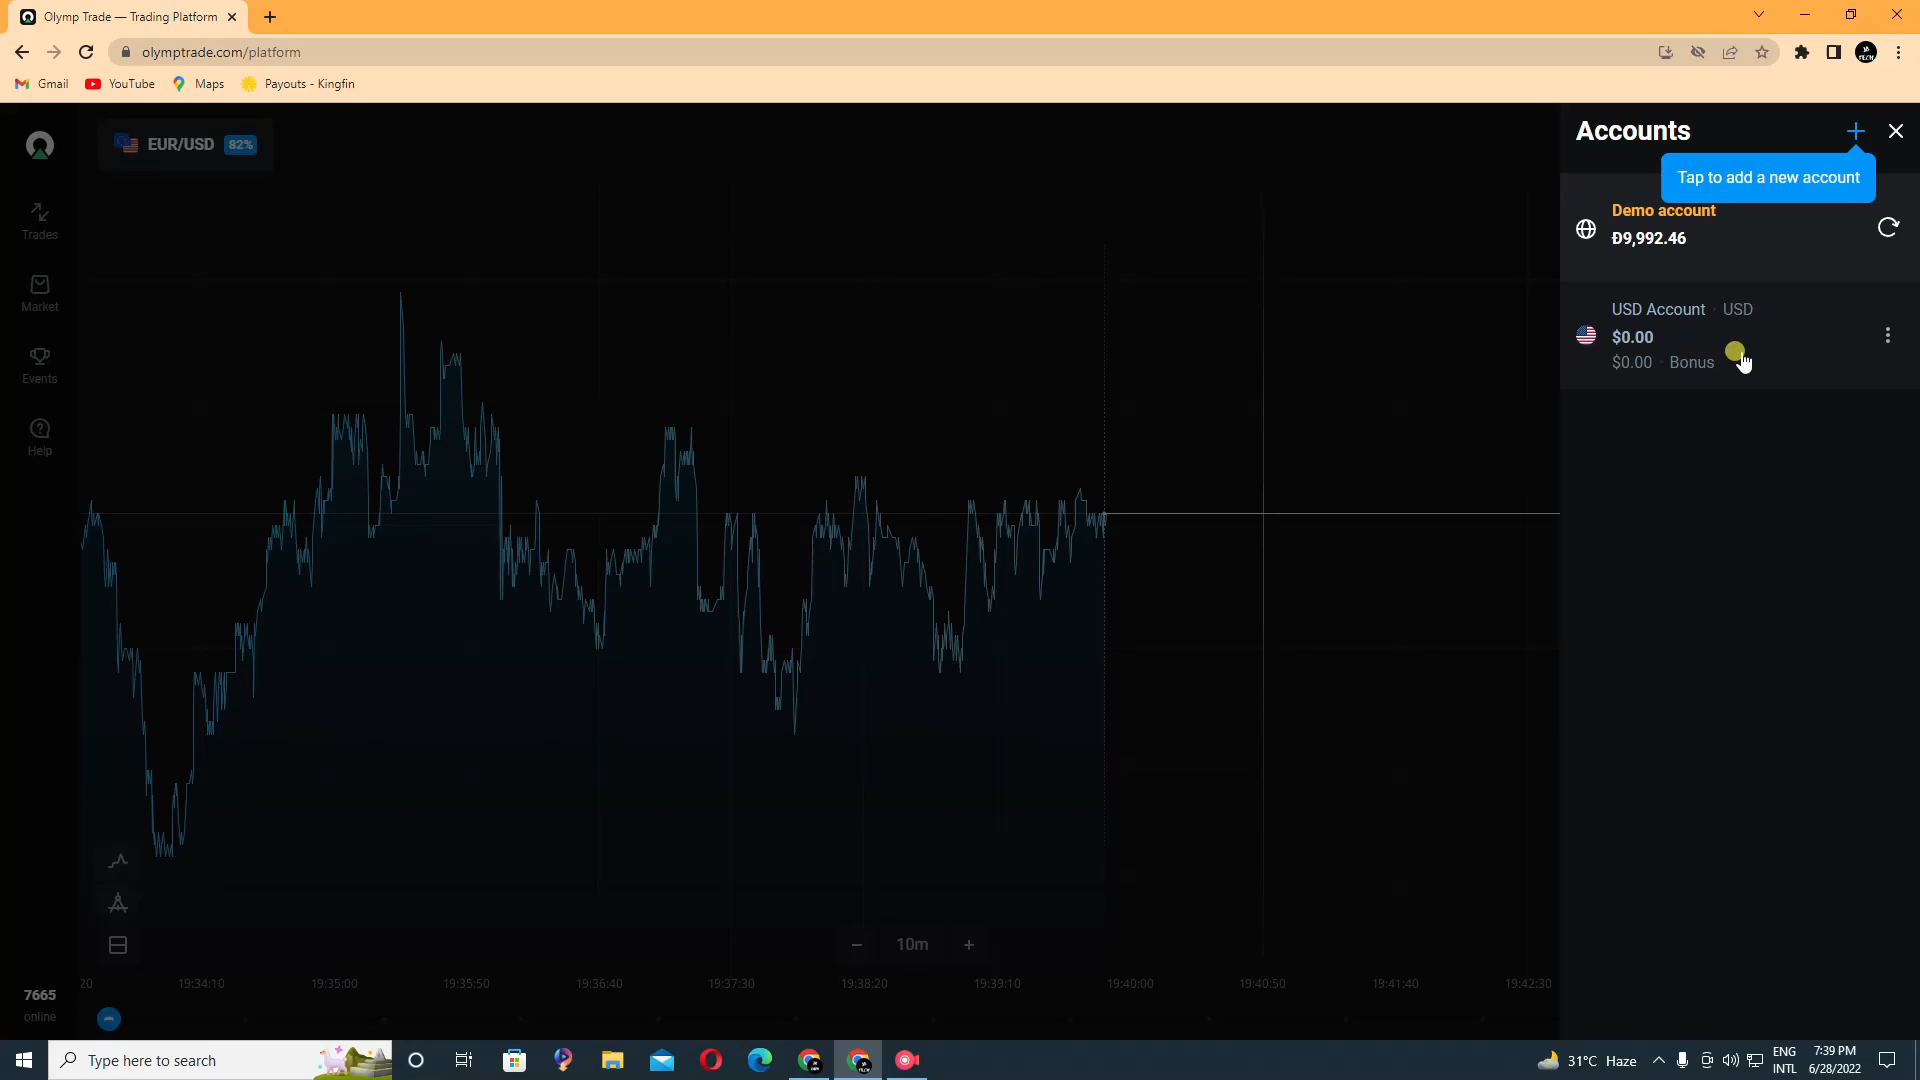 Olymp Trade — Trading Platform
olymptrade.com/platform
Gmail
YouTube
Maps
Payouts - Kingfin
EUR/USD 82%
Accounts
Tap to add a new account
Demo account
Đ9,992.46
USD Account · USD
$0.00
$0.00 · Bonus
Trades
Market
Events
Help
10m
20 19:34:10 19:35:00 19:35:50 19:36:40 19:37:30 19:38:20 19:39:10 19:40:00 19:40:50 19:41:40 19:42:30
7665
online
Type here to search
31°C Haze
ENG
INTL
7:39 PM
6/28/2022